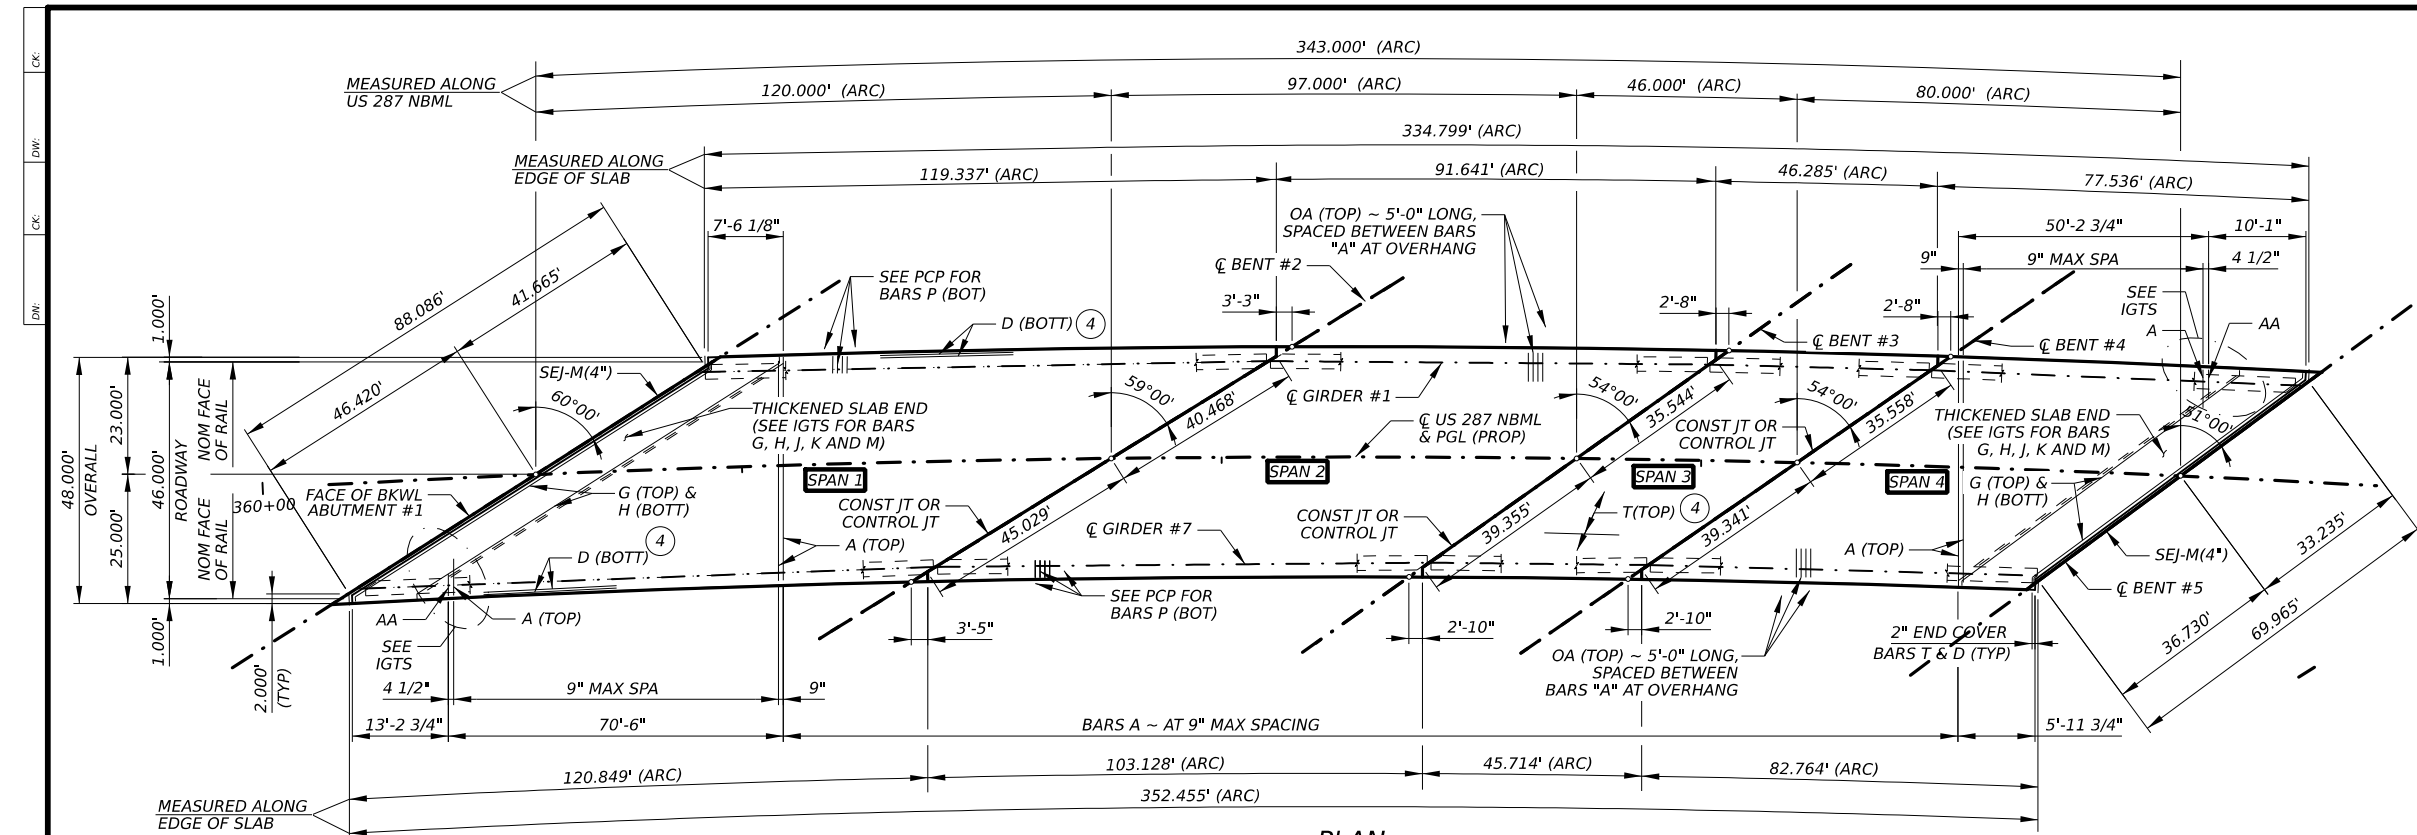 CK:
DW:
CK:
DN:
343.000' (ARC)
MEASURED ALONG
US 287 NBML
120.000' (ARC)
97.000' (ARC)
46.000' (ARC)
80.000' (ARC)
334.799' (ARC)
MEASURED ALONG
EDGE OF SLAB
119.337' (ARC)
91.641' (ARC)
46.285' (ARC)
77.536' (ARC)
7'-6 1/8"
OA (TOP) ~ 5'-0" LONG,
SPACED BETWEEN BARS
"A" AT OVERHANG
50'-2 3/4"
10'-1"
9"
9" MAX SPA
4 1/2"
88.086'
41.665'
46.420'
SEE PCP FOR
BARS P (BOT)
℄ BENT #2
3'-3"
2'-8"
2'-8"
SEE
IGTS
A
AA
D (BOTT) 4
℄ BENT #3
℄ BENT #4
1.000'
23.000'
25.000'
1.000'
48.000'
OVERALL
46.000'
ROADWAY
NOM FACE
OF RAIL
NOM FACE
OF RAIL
2.000'
(TYP)
SEJ-M(4")
60°00'
THICKENED SLAB END
(SEE IGTS FOR BARS
G, H, J, K AND M)
59°00'
40.468'
℄ GIRDER #1
℄ US 287 NBML
& PGL (PROP)
54°00'
35.544'
CONST JT OR
CONTROL JT
54°00'
35.558'
THICKENED SLAB END
(SEE IGTS FOR BARS
G, H, J, K AND M)
51°00'
SPAN 1
SPAN 2
SPAN 3
SPAN 4
360+00
FACE OF BKWL
ABUTMENT #1
G (TOP) &
H (BOTT)
CONST JT OR
CONTROL JT
45.029'
℄ GIRDER #7
CONST JT OR
CONTROL JT
39.355'
T(TOP) 4
39.341'
G (TOP) &
H (BOTT)
D (BOTT) 4
A (TOP)
A (TOP)
SEJ-M(4")
33.235'
℄ BENT #5
36.730'
69.965'
AA
A (TOP)
SEE
IGTS
SEE PCP FOR
BARS P (BOT)
3'-5"
2'-10"
2'-10"
OA (TOP) ~ 5'-0" LONG,
SPACED BETWEEN
BARS "A" AT OVERHANG
2" END COVER
BARS T & D (TYP)
4 1/2"
9" MAX SPA
9"
13'-2 3/4"
70'-6"
BARS A ~ AT 9" MAX SPACING
5'-11 3/4"
120.849' (ARC)
103.128' (ARC)
45.714' (ARC)
82.764' (ARC)
MEASURED ALONG
EDGE OF SLAB
352.455' (ARC)
PLAN